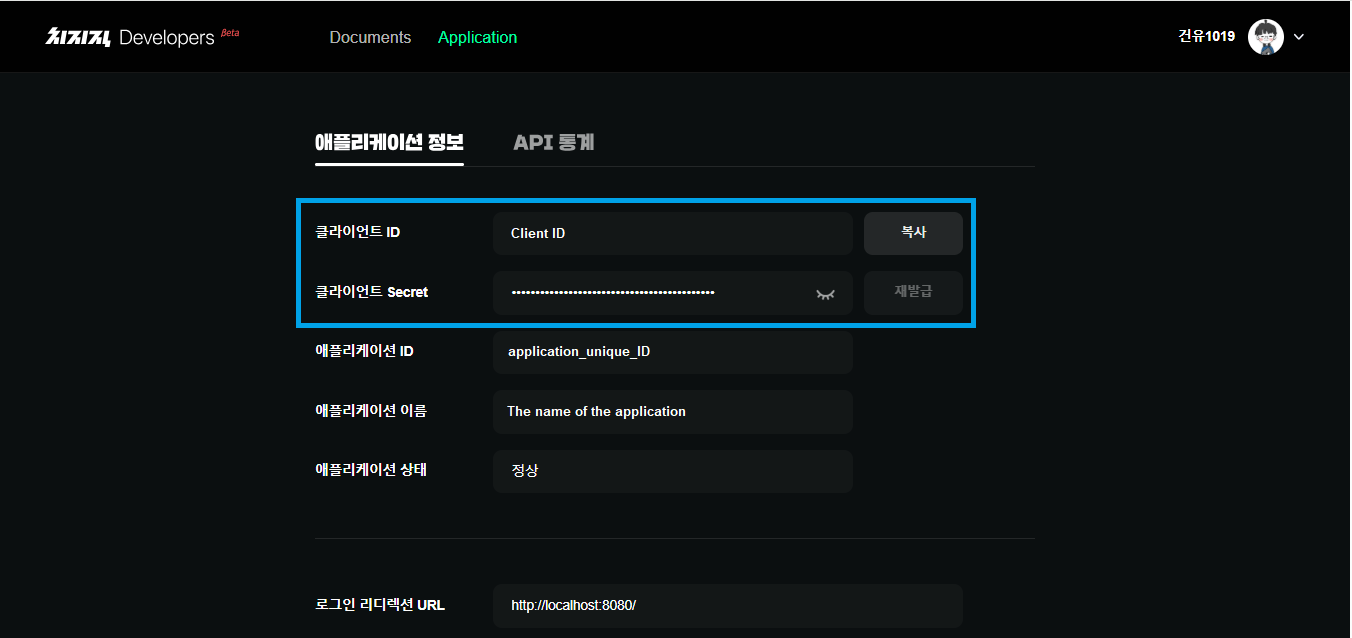 치지직 Developers Beta
Documents
Application
건유1019
애플리케이션 정보
API 통계
클라이언트 ID
Client ID
복사
클라이언트 Secret
••••••••••••••••••••••••••••••••••••••••••••
재발급
애플리케이션 ID
application_unique_ID
애플리케이션 이름
The name of the application
애플리케이션 상태
정상
로그인 리디렉션 URL
http://localhost:8080/